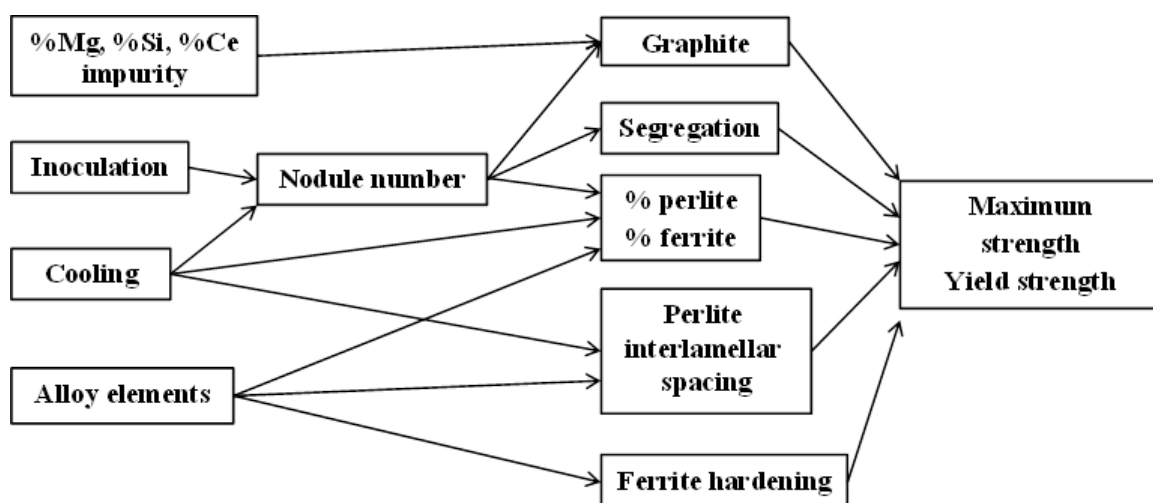 %Mg, %Si, %Ce
impurity
Inoculation
Cooling
Alloy elements
Nodule number
Graphite
Segregation
% perlite
% ferrite
Perlite
interlamellar
spacing
Ferrite hardening
Maximum
strength
Yield strength